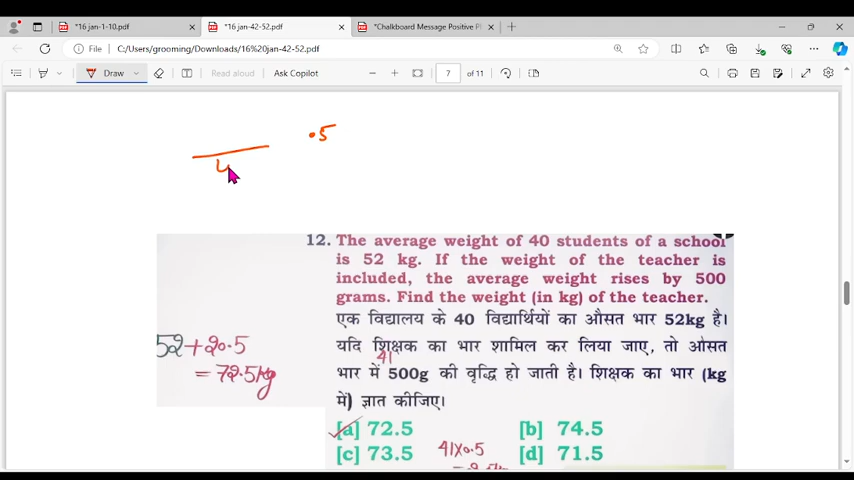 *16 jan-1-10.pdf
*16 jan-42-52.pdf
*Chalkboard Message Positive Pl
File
C:/Users/grooming/Downloads/16%20jan-42-52.pdf
Draw
Read aloud
Ask Copilot
7
of 11
.5
12. The average weight of 40 students of a school
is 52 kg. If the weight of the teacher is
included, the average weight rises by 500
grams. Find the weight (in kg) of the teacher.
एक विद्यालय के 40 विद्यार्थियों का औसत भार 52kg है।
यदि शिक्षक का भार शामिल कर लिया जाए, तो औसत
41
भार में 500g की वृद्धि हो जाती है। शिक्षक का भार (kg
में) ज्ञात कीजिए।
52+20.5
= 72.5kg
[a] 72.5
[b] 74.5
[c] 73.5
[d] 71.5
41x0.5